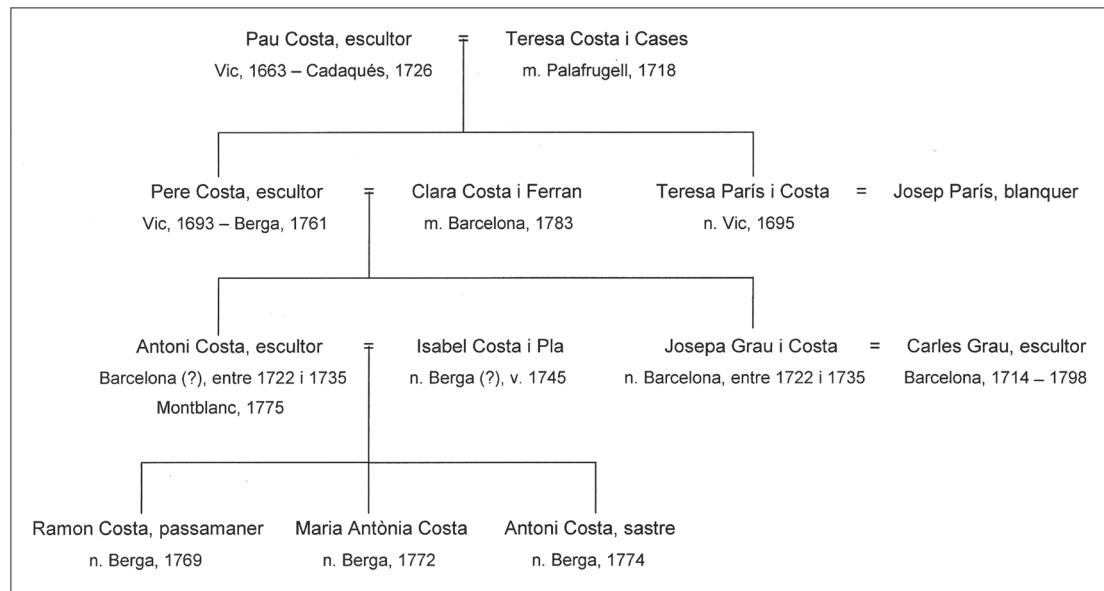 Pau Costa, escultor = Teresa Costa i Cases
Vic, 1663 – Cadaqués, 1726 m. Palafrugell, 1718
Pere Costa, escultor = Clara Costa i Ferran Teresa París i Costa = Josep París, blanquer
Vic, 1693 – Berga, 1761 m. Barcelona, 1783 n. Vic, 1695
Antoni Costa, escultor = Isabel Costa i Pla Josepa Grau i Costa = Carles Grau, escultor
Barcelona (?), entre 1722 i 1735 n. Berga (?), v. 1745 n. Barcelona, entre 1722 i 1735 Barcelona, 1714 – 1798
Montblanc, 1775
Ramon Costa, passamaner Maria Antònia Costa Antoni Costa, sastre
n. Berga, 1769 n. Berga, 1772 n. Berga, 1774